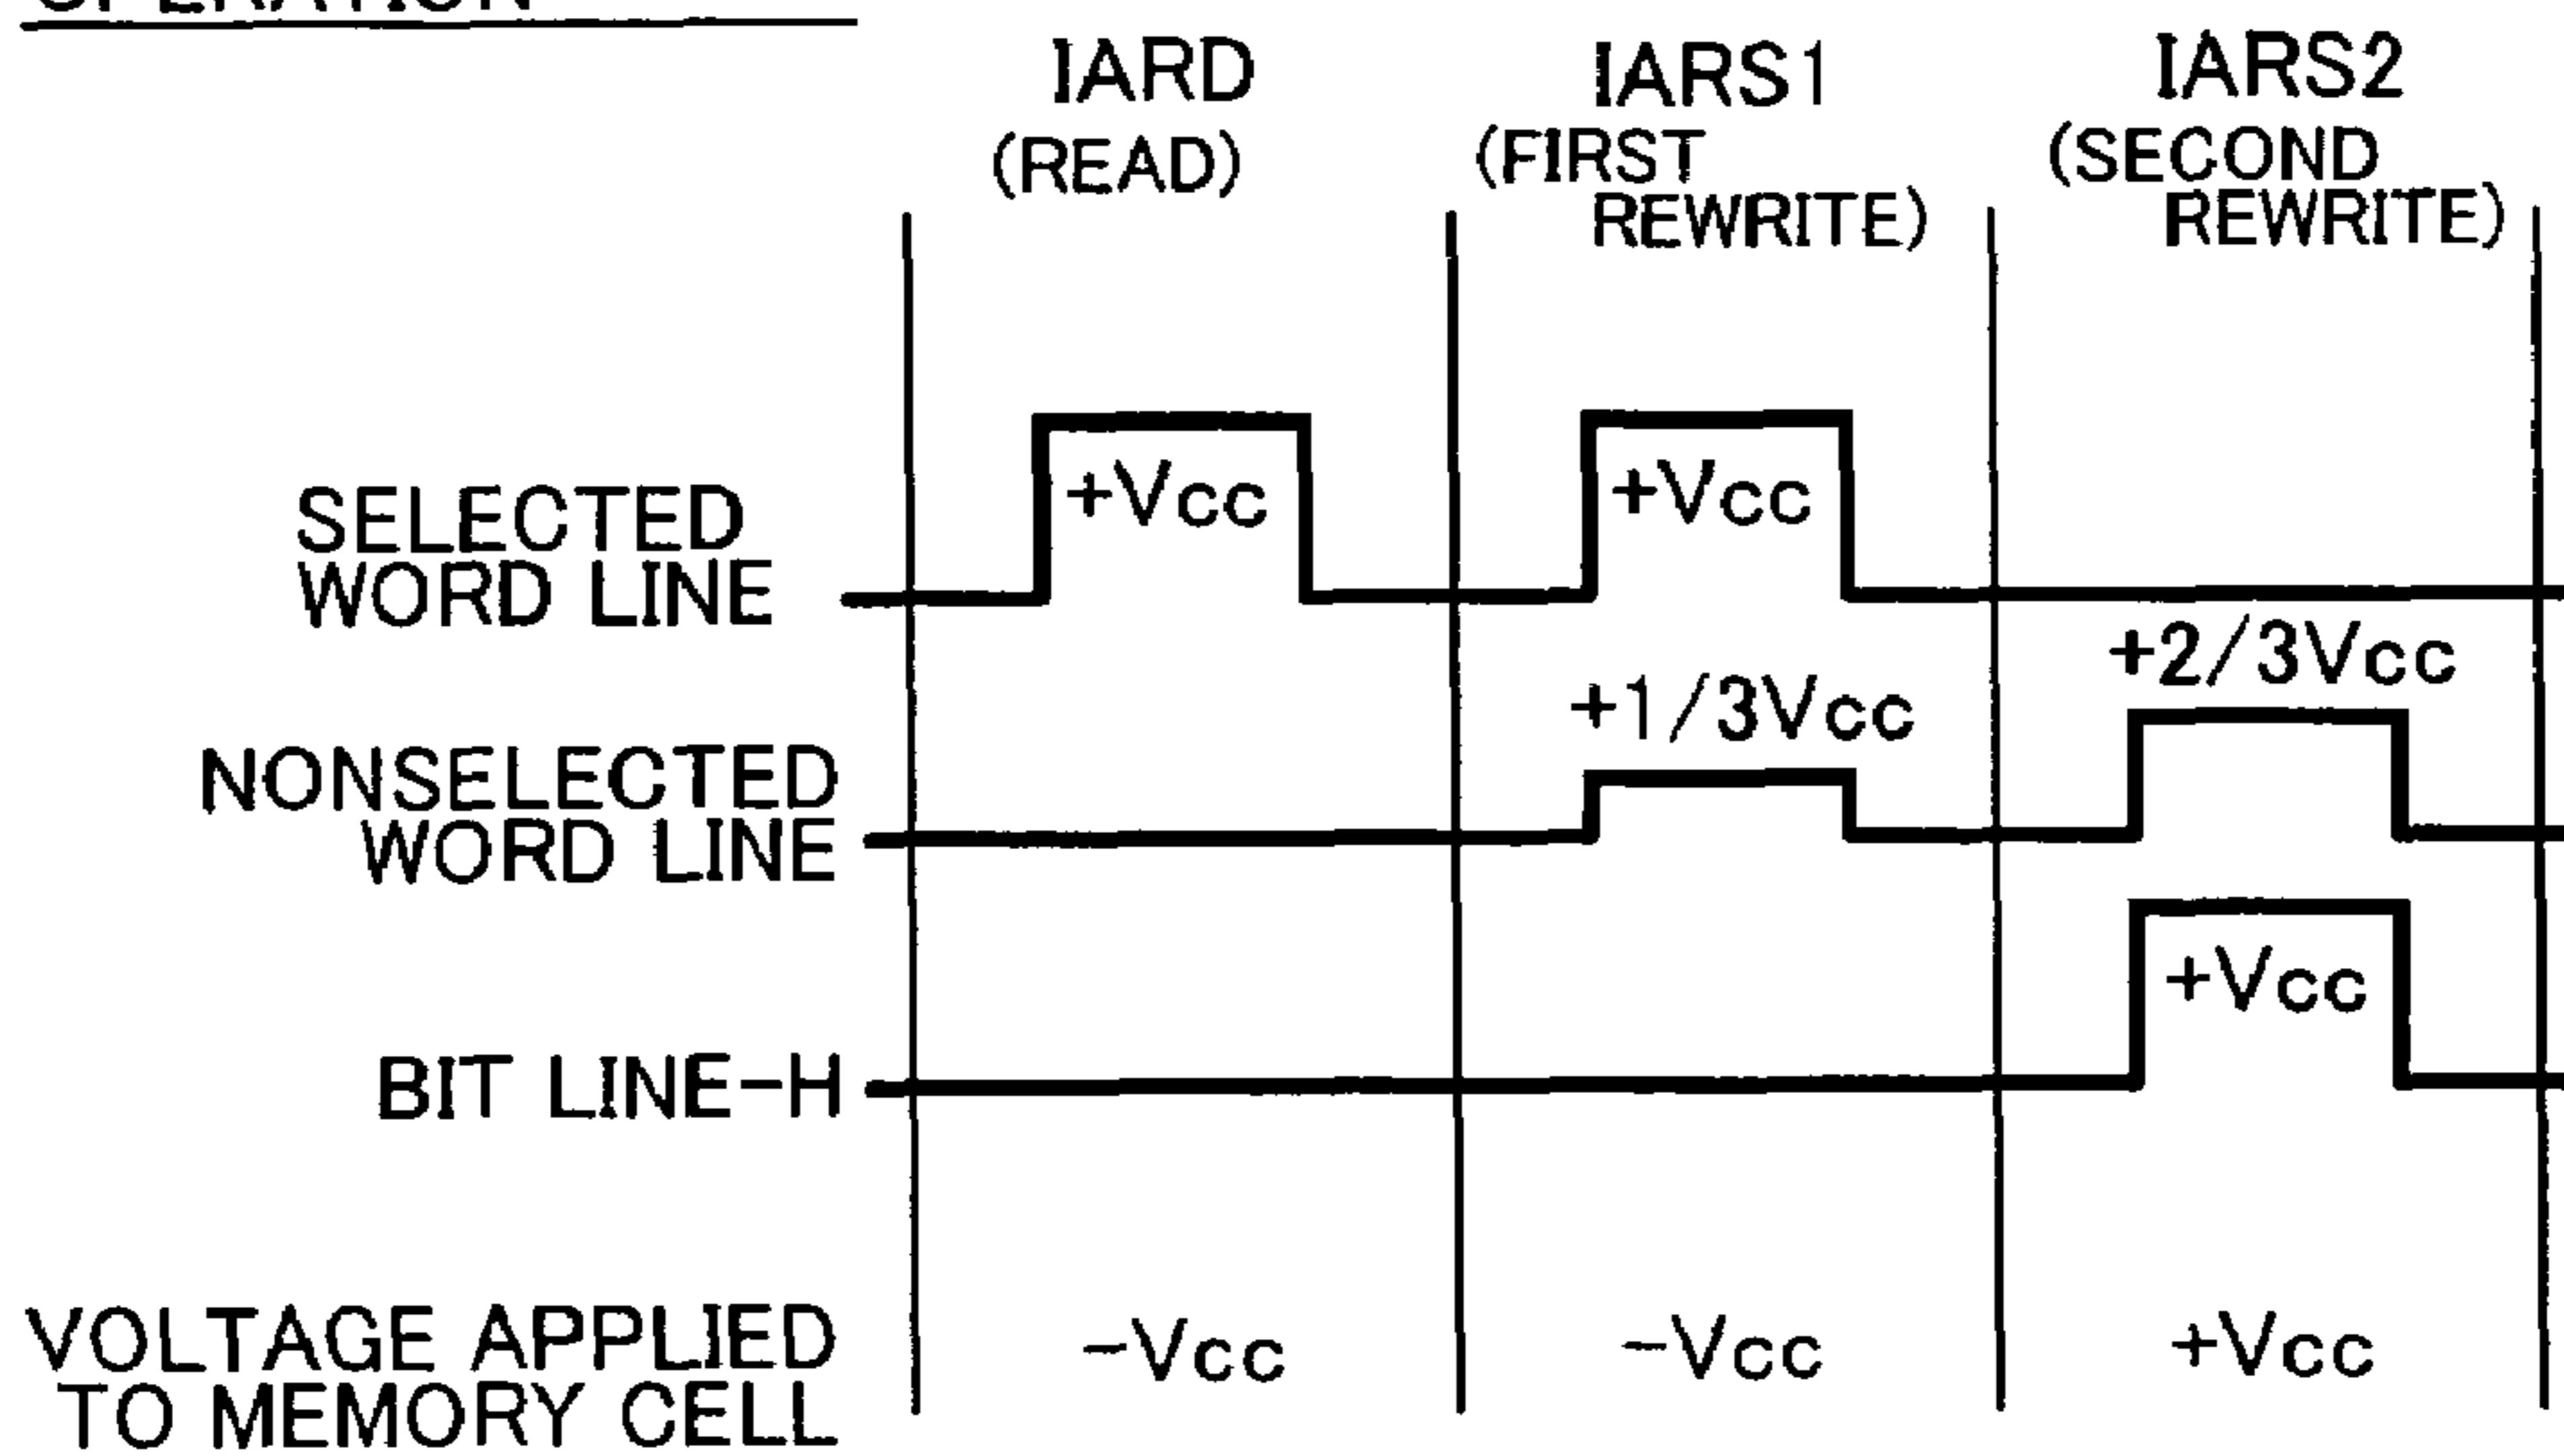 OPERATION
IARD
(READ)
IARS1
(FIRST
REWRITE)
IARS2
(SECOND
REWRITE)
SELECTED
WORD LINE
+Vcc
+Vcc
NONSELECTED
WORD LINE
+1/3Vcc
+2/3Vcc
BIT LINE-H
+Vcc
VOLTAGE APPLIED
TO MEMORY CELL
-Vcc
-Vcc
+Vcc